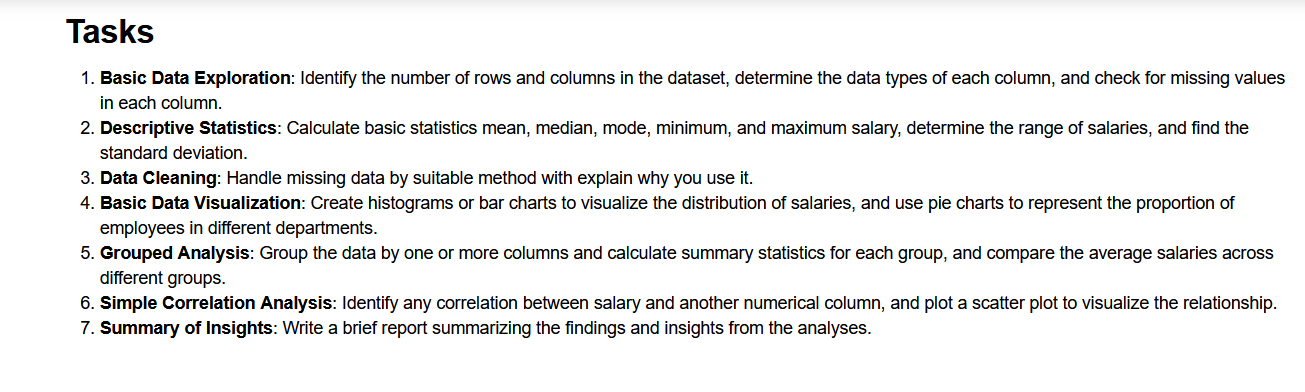 Tasks
1. Basic Data Exploration: Identify the number of rows and columns in the dataset, determine the data types of each column, and check for missing values
in each column.
2. Descriptive Statistics: Calculate basic statistics mean, median, mode, minimum, and maximum salary, determine the range of salaries, and find the
standard deviation.
3. Data Cleaning: Handle missing data by suitable method with explain why you use it.
4. Basic Data Visualization: Create histograms or bar charts to visualize the distribution of salaries, and use pie charts to represent the proportion of
employees in different departments.
5. Grouped Analysis: Group the data by one or more columns and calculate summary statistics for each group, and compare the average salaries across
different groups.
6. Simple Correlation Analysis: Identify any correlation between salary and another numerical column, and plot a scatter plot to visualize the relationship.
7. Summary of Insights: Write a brief report summarizing the findings and insights from the analyses.